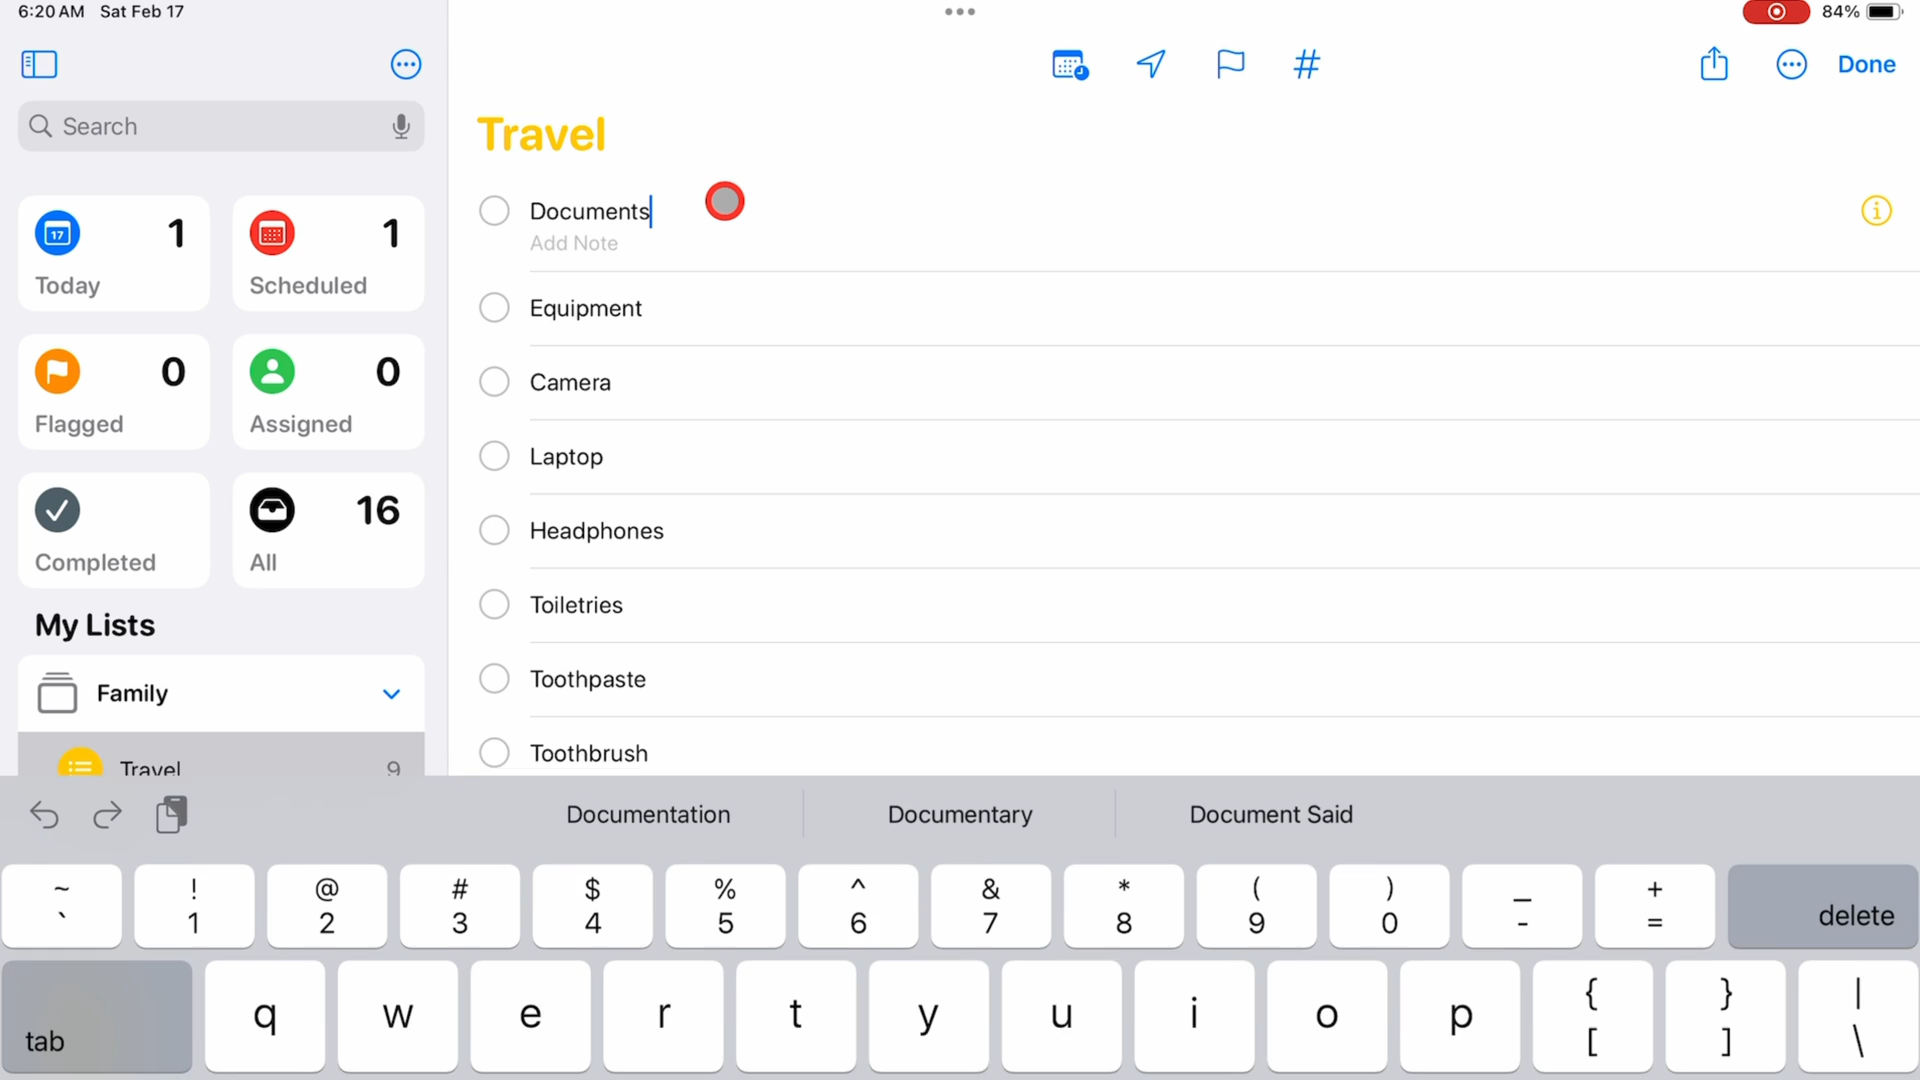 6:20 AM Sat Feb 17
84%
Done
Search
Travel
17
1
Today
1
Scheduled
0
Flagged
0
Assigned
Completed
16
All
My Lists
Family
Travel 9
Documents
Add Note
Equipment
Camera
Laptop
Headphones
Toiletries
Toothpaste
Toothbrush
Documentation Documentary Document Said
~ ! @ # $ % ^ & * ( ) _ +
` 1 2 3 4 5 6 7 8 9 0 - = delete
tab q w e r t y u i o p { } |
[ ] \